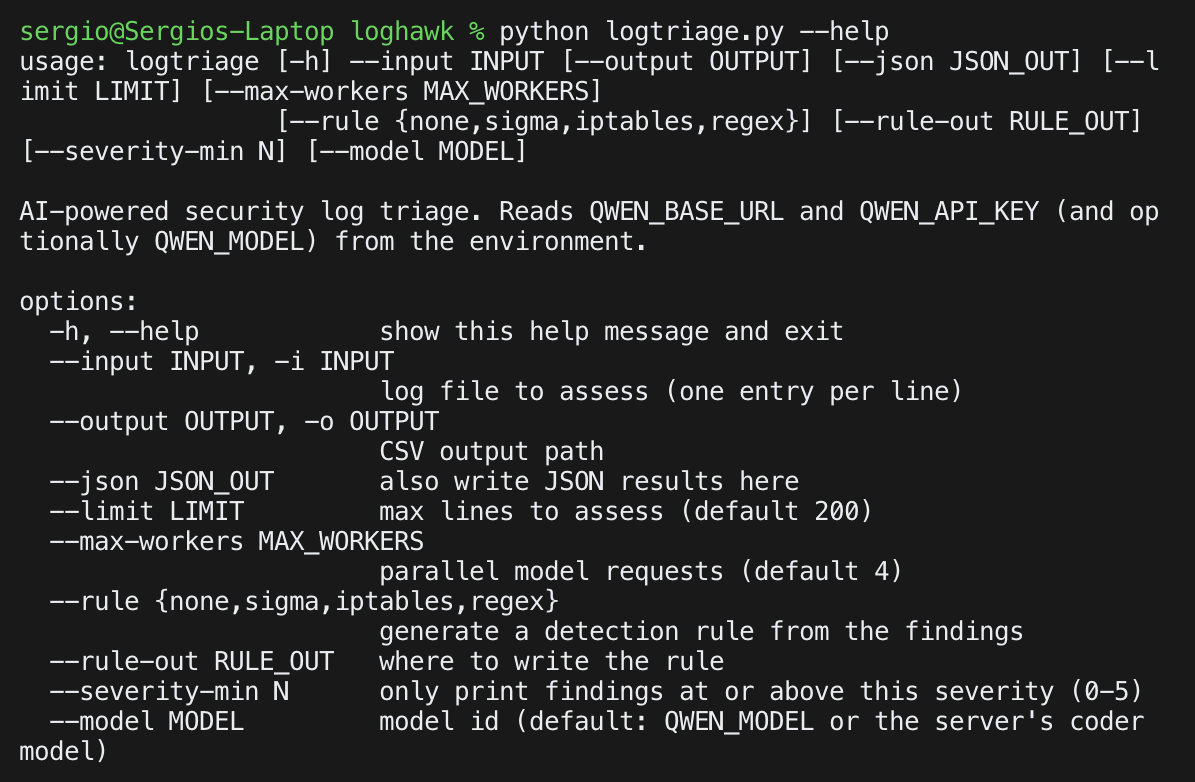 sergio@Sergios-Laptop loghawk % python logtriage.py --help
usage: logtriage [-h] --input INPUT [--output OUTPUT] [--json JSON_OUT] [--l
imit LIMIT] [--max-workers MAX_WORKERS]
                 [--rule {none,sigma,iptables,regex}] [--rule-out RULE_OUT]
[--severity-min N] [--model MODEL]

AI-powered security log triage. Reads QWEN_BASE_URL and QWEN_API_KEY (and op
tionally QWEN_MODEL) from the environment.

options:
  -h, --help            show this help message and exit
  --input INPUT, -i INPUT
                        log file to assess (one entry per line)
  --output OUTPUT, -o OUTPUT
                        CSV output path
  --json JSON_OUT       also write JSON results here
  --limit LIMIT         max lines to assess (default 200)
  --max-workers MAX_WORKERS
                        parallel model requests (default 4)
  --rule {none,sigma,iptables,regex}
                        generate a detection rule from the findings
  --rule-out RULE_OUT   where to write the rule
  --severity-min N      only print findings at or above this severity (0-5)
  --model MODEL         model id (default: QWEN_MODEL or the server's coder
model)